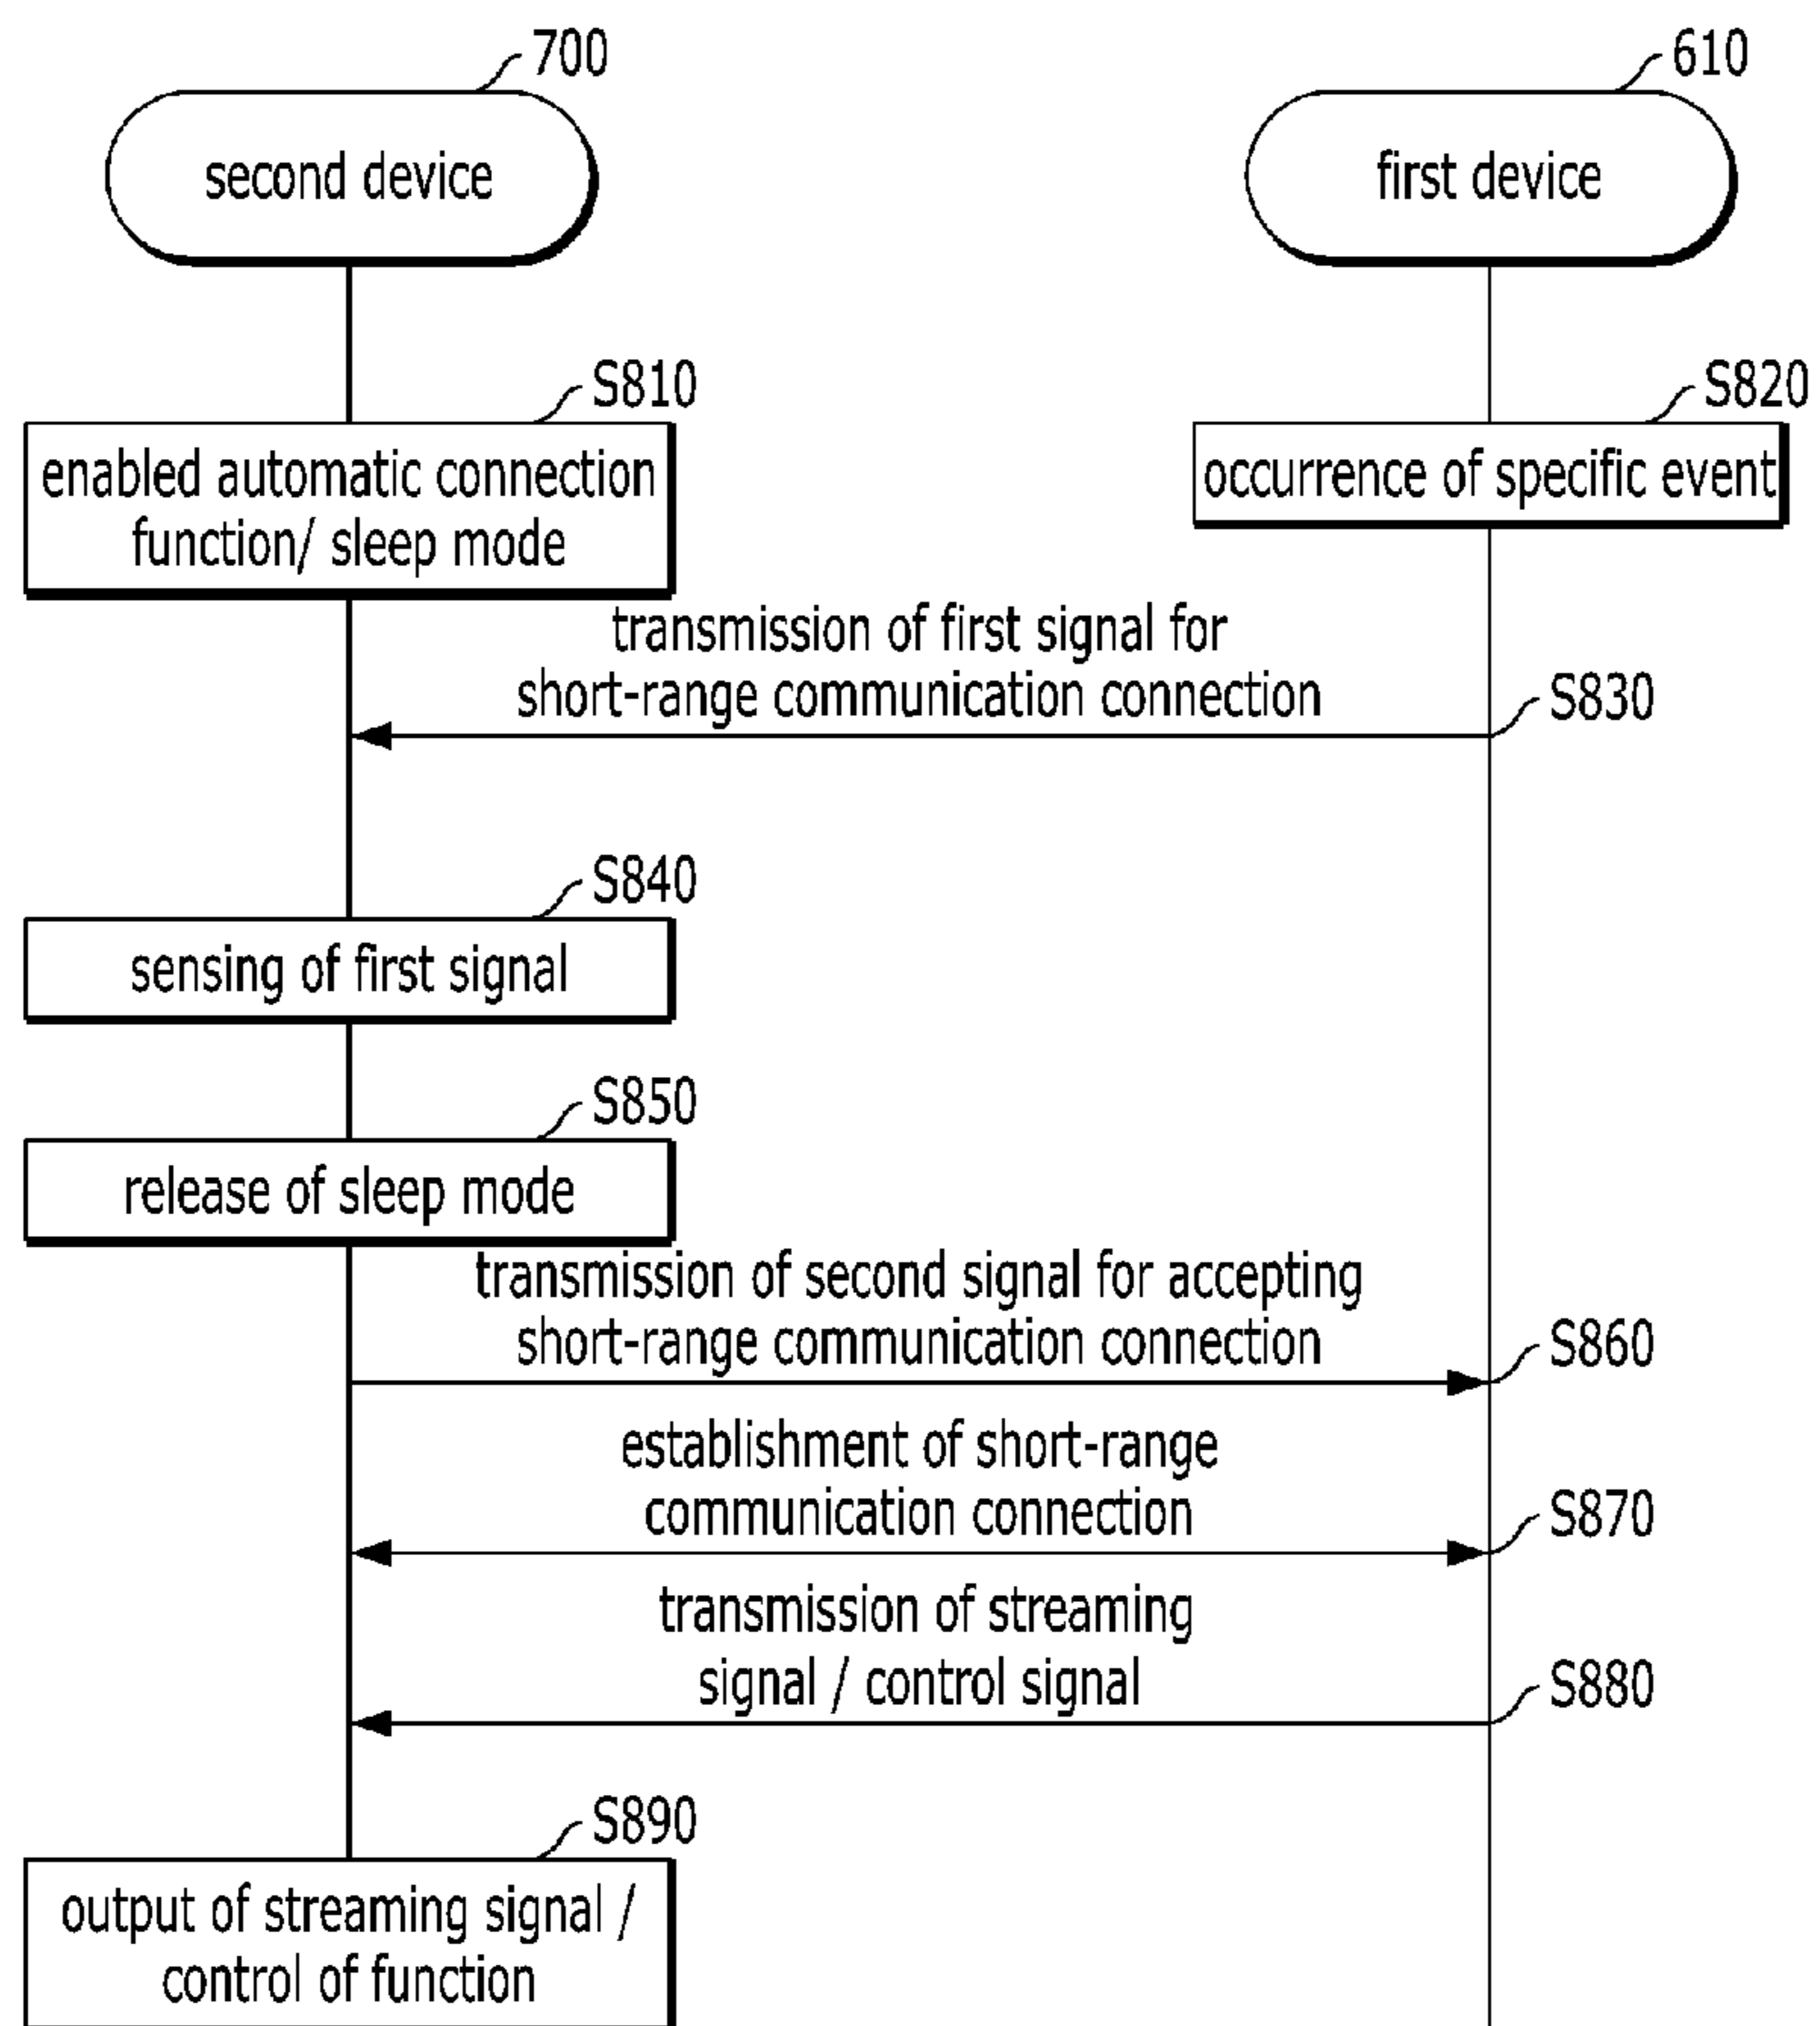 700
610
second device
first device
S810
S820
enabled automatic connection
function/ sleep mode
occurrence of specific event
transmission of first signal for
short-range communication connection
S830
S840
sensing of first signal
S850
release of sleep mode
transmission of second signal for accepting
short-range communication connection
S860
establishment of short-range
communication connection
S870
transmission of streaming
signal / control signal
S880
S890
output of streaming signal /
control of function